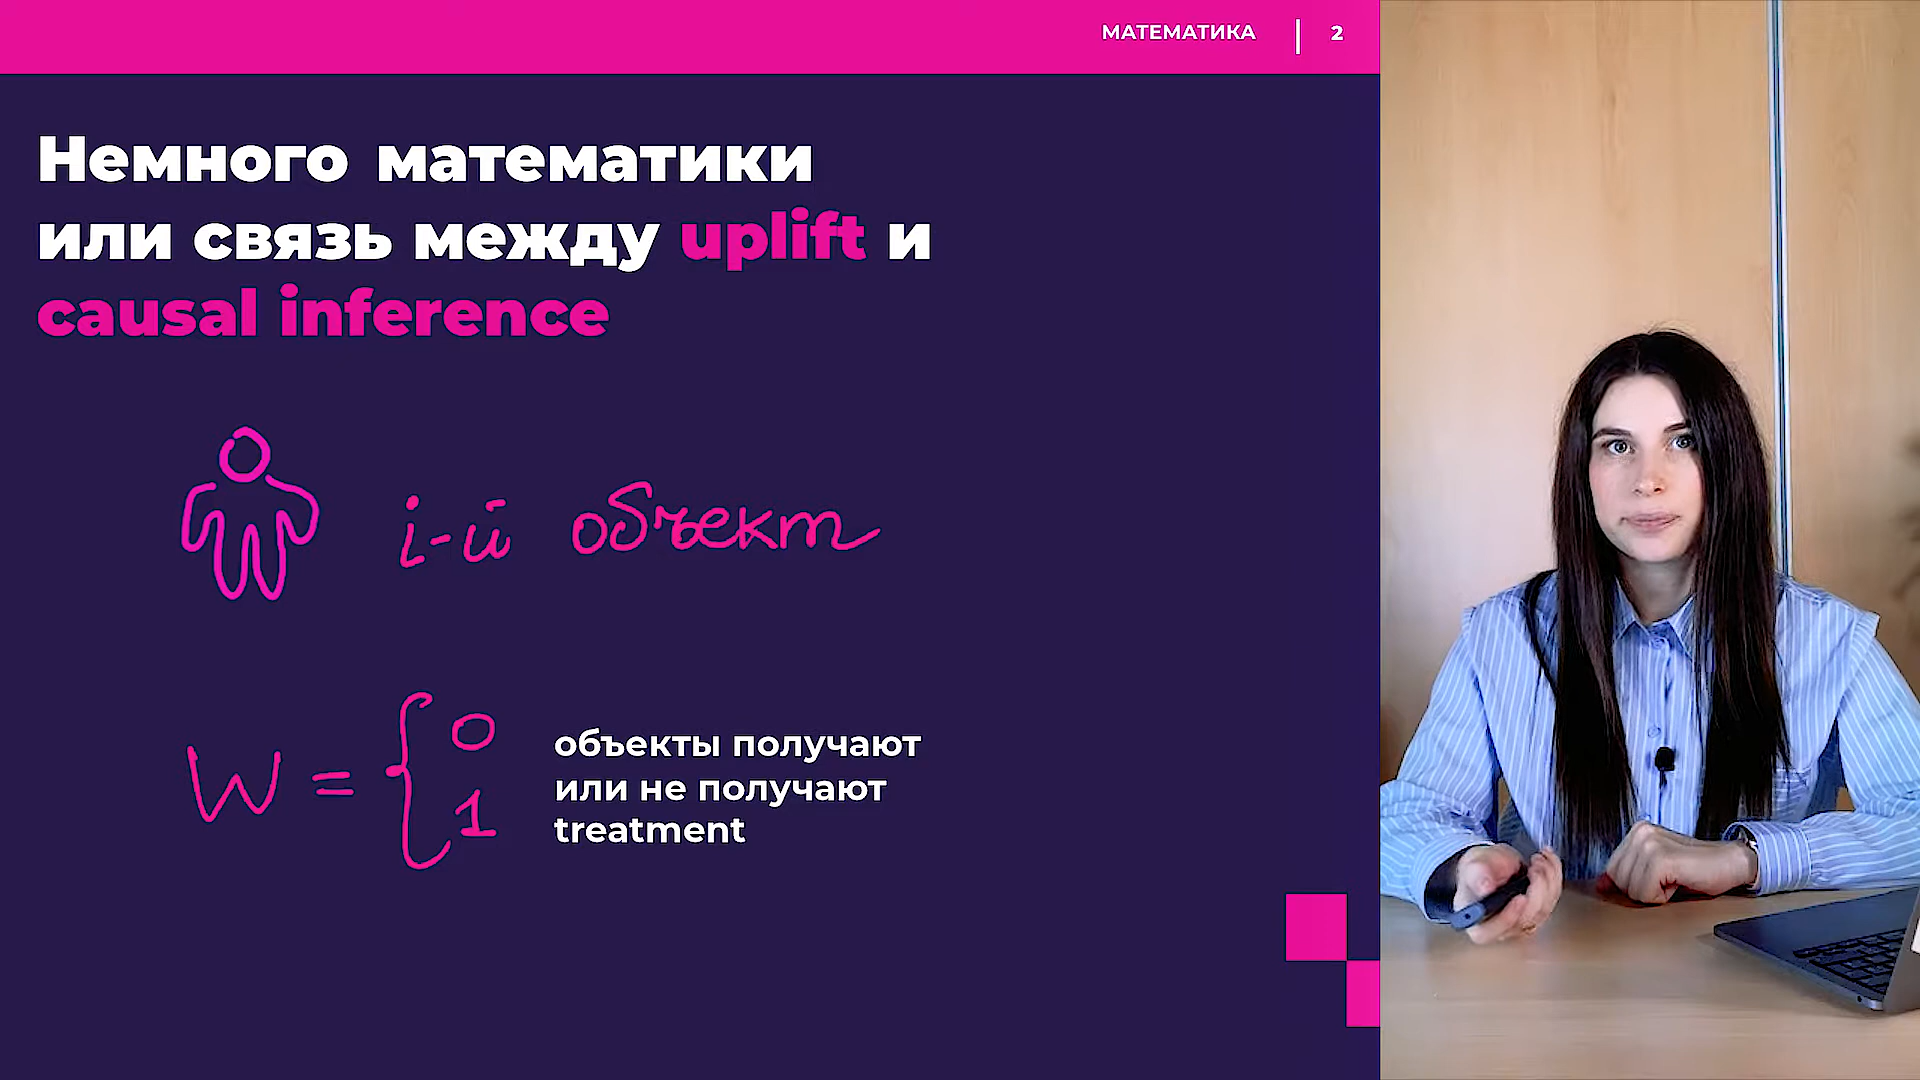 МАТЕМАТИКА | 2
Немного математики
или связь между uplift и
causal inference
i-й объект
W = { 0
1
объекты получают
или не получают
treatment